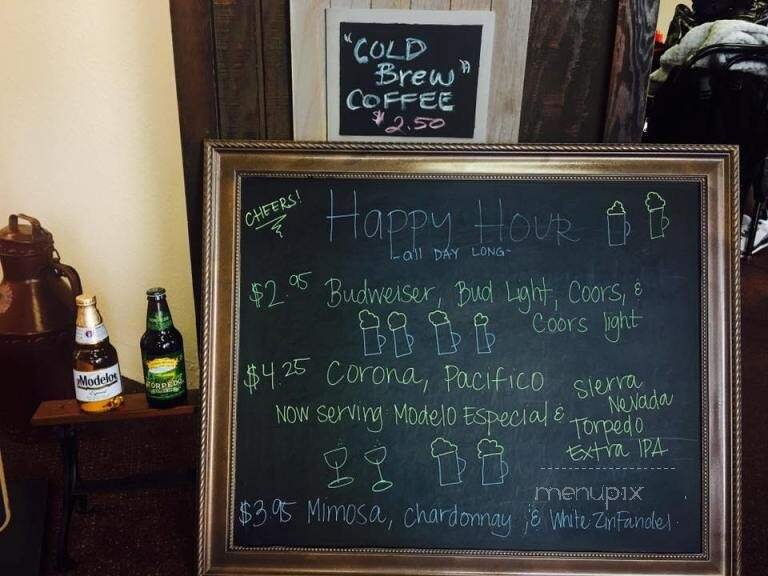 "COLD
Brew"
COFFEE
$2.50
CHEERS!
Happy Hour
-all DAY LONG-
$2.95 Budweiser, Bud Light, Coors, &
Coors light
$4.25 Corona, Pacifico
Now serving: Modelo Especial &
Sierra
Nevada
Torpedo
Extra IPA
menupix
$3.95 Mimosa, Chardonnay, & White Zinfandel.
Modelo
TORPEDO